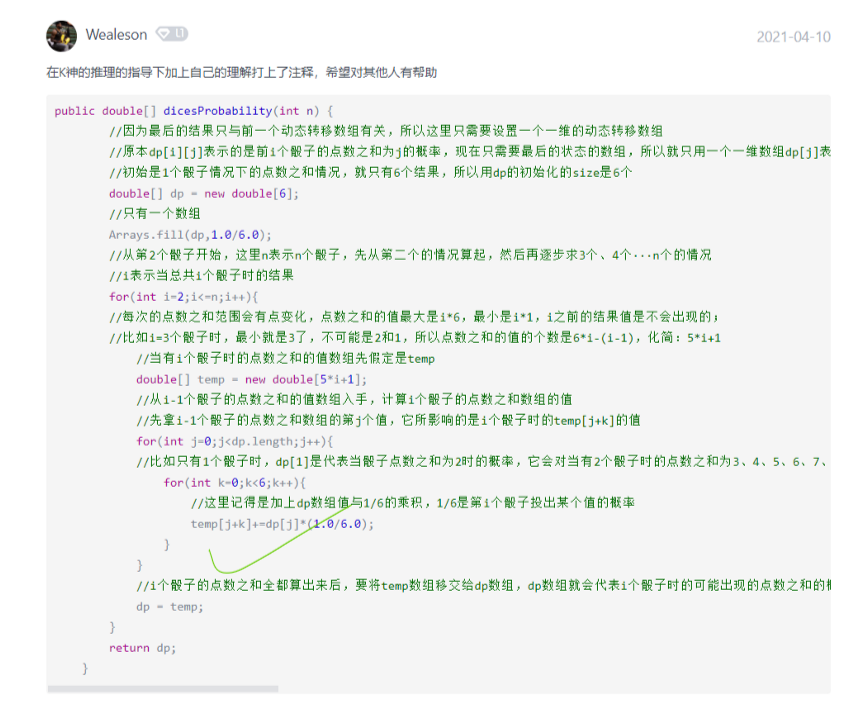 Wealeson L1
2021-04-10
在K神的推理的指导下加上自己的理解打上了注释，希望对其他人有帮助
public double[] dicesProbability(int n) {
//因为最后的结果只与前一个动态转移数组有关，所以这里只需要设置一个一维的动态转移数组
//原本dp[i][j]表示的是前i个骰子的点数之和为j的概率，现在只需要最后的状态的数组，所以就只用一个一维数组dp[j]表
//初始是1个骰子情况下的点数之和情况，就只有6个结果，所以用dp的初始化的size是6个
double[] dp = new double[6];
//只有一个数组
Arrays.fill(dp,1.0/6.0);
//从第2个骰子开始，这里n表示n个骰子，先从第二个的情况算起，然后再逐步求3个、4个···n个的情况
//i表示当总共i个骰子时的结果
for(int i=2;i<=n;i++){
//每次的点数之和范围会有点变化，点数之和的值最大是i*6，最小是i*1，i之前的结果值是不会出现的；
//比如i=3个骰子时，最小就是3了，不可能是2和1，所以点数之和的值的个数是6*i-(i-1)，化简：5*i+1
//当有i个骰子时的点数之和的值数组先假定是temp
double[] temp = new double[5*i+1];
//从i-1个骰子的点数之和的值数组入手，计算i个骰子的点数之和数组的值
//先拿i-1个骰子的点数之和数组的第j个值，它所影响的是i个骰子时的temp[j+k]的值
for(int j=0;j<dp.length;j++){
//比如只有1个骰子时，dp[1]是代表当骰子点数之和为2时的概率，它会对当有2个骰子时的点数之和为3、4、5、6、7、
for(int k=0;k<6;k++){
//这里记得是加上dp数组值与1/6的乘积，1/6是第i个骰子投出某个值的概率
temp[j+k]+=dp[j]*(1.0/6.0);
}
}
//i个骰子的点数之和全都算出来后，要将temp数组移交给dp数组，dp数组就会代表i个骰子时的可能出现的点数之和的
dp = temp;
}
return dp;
}